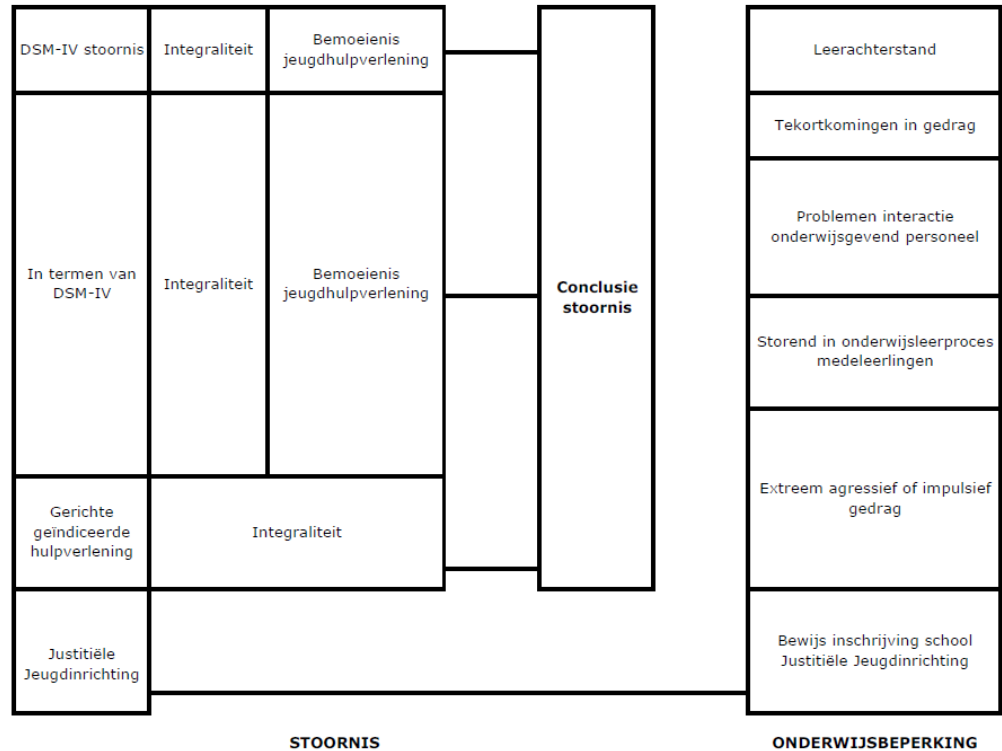 DSM-IV stoornis
Integraliteit
Bemoeienis
jeugdhulpverlening
Leerachterstand
Tekortkomingen in gedrag
Problemen interactie
onderwijsgevend personeel
In termen van
DSM-IV
Integraliteit
Bemoeienis
jeugdhulpverlening
Conclusie
stoornis
Storend in onderwijsleerproces
medeleerlingen
Extreem agressief of impulsief
gedrag
Gerichte
geïndiceerde
hulpverlening
Integraliteit
Justitiële
Jeugdinrichting
Bewijs inschrijving school
Justitiële Jeugdinrichting
STOORNIS
ONDERWIJSBEPERKING